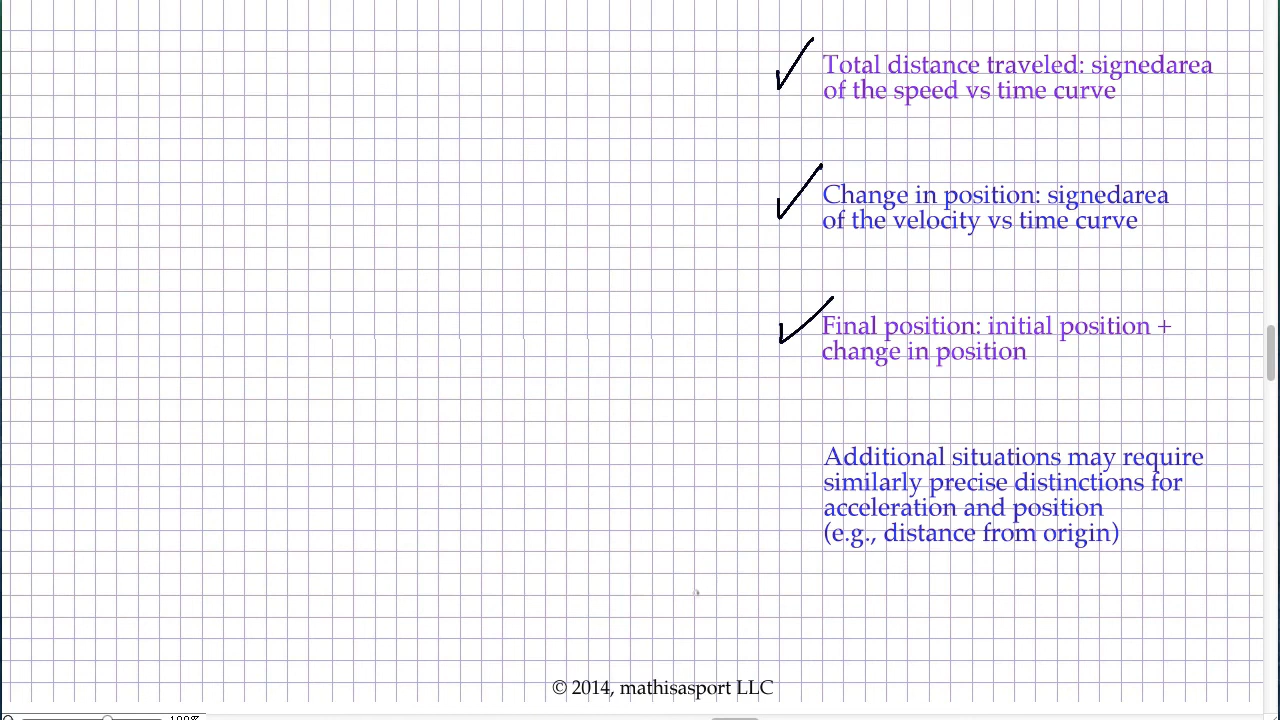 Total distance traveled: signedarea
of the speed vs time curve
Change in position: signedarea
of the velocity vs time curve
Final position: initial position +
change in position
Additional situations may require
similarly precise distinctions for
acceleration and position
(e.g., distance from origin)
© 2014, mathisasport LLC